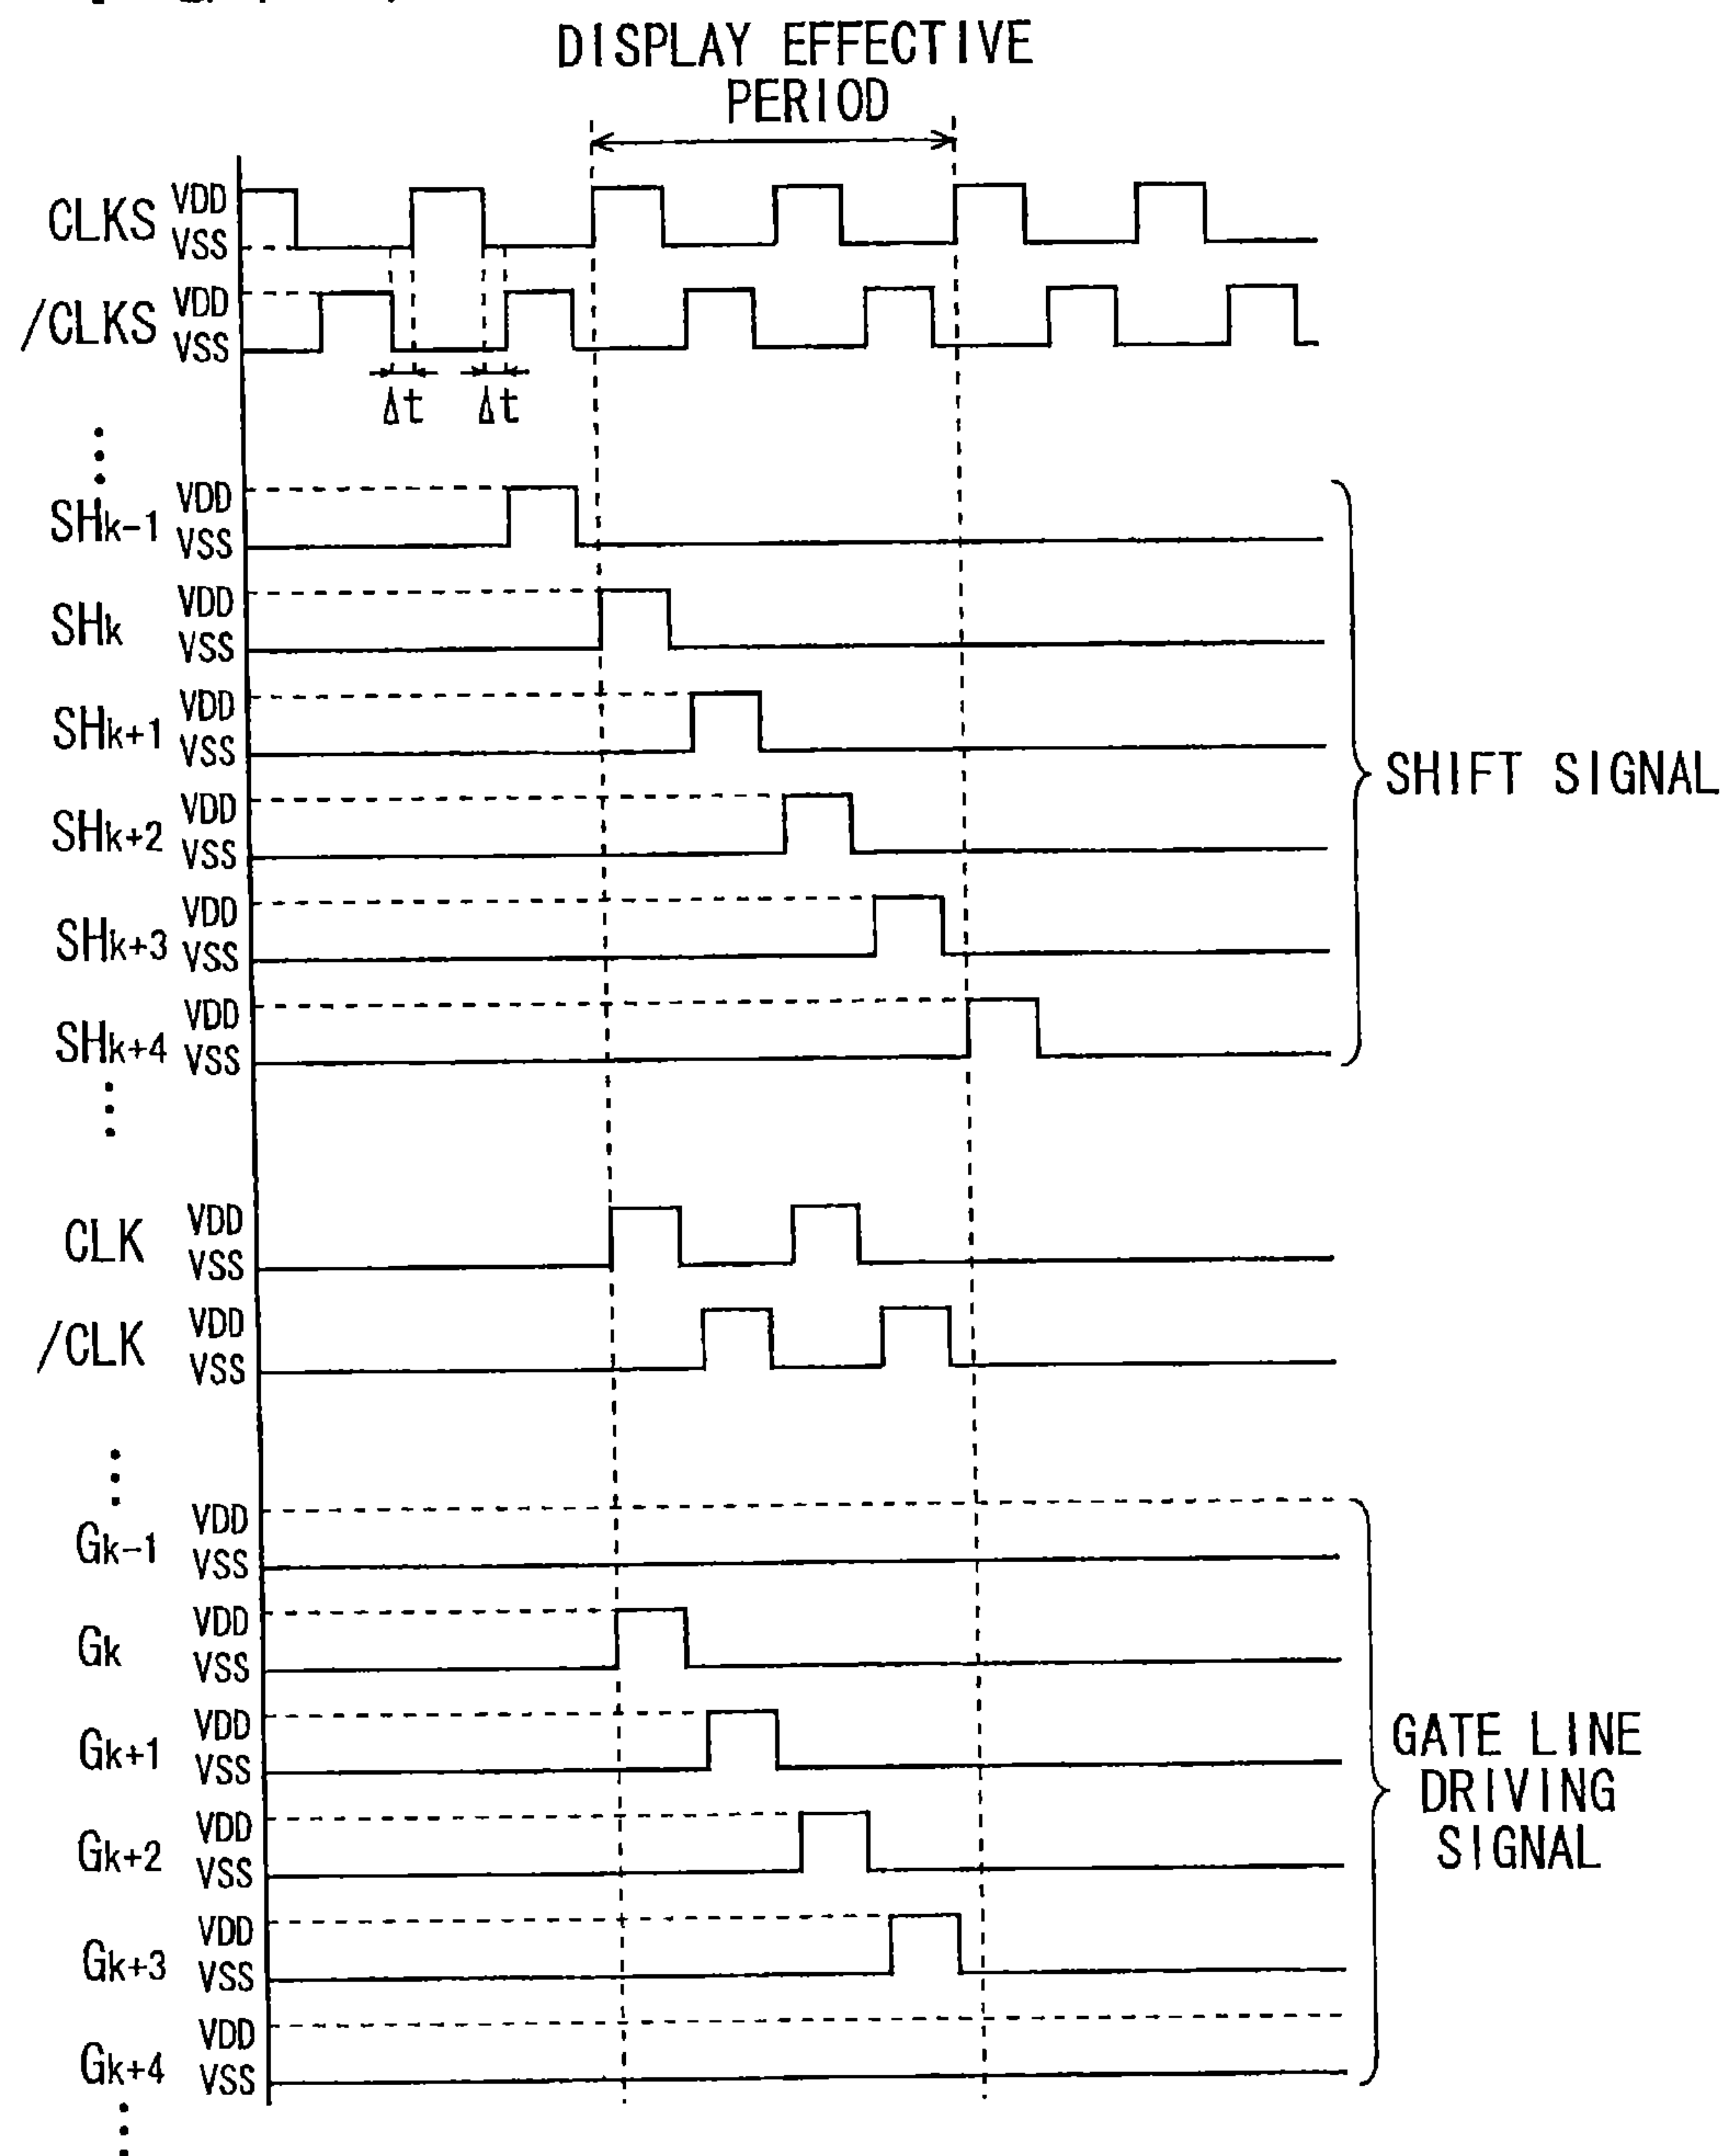 DISPLAY EFFECTIVE
PERIOD
CLKS VDD
VSS
/CLKS VDD
VSS
Δt Δt
SHk-1 VDD
VSS
SHk VDD
VSS
SHk+1 VDD
VSS
SHk+2 VDD
VSS
SHk+3 VDD
VSS
SHk+4 VDD
VSS
SHIFT SIGNAL
CLK VDD
VSS
/CLK VDD
VSS
Gk-1 VDD
VSS
Gk VDD
VSS
Gk+1 VDD
VSS
Gk+2 VDD
VSS
Gk+3 VDD
VSS
Gk+4 VDD
VSS
GATE LINE
DRIVING
SIGNAL